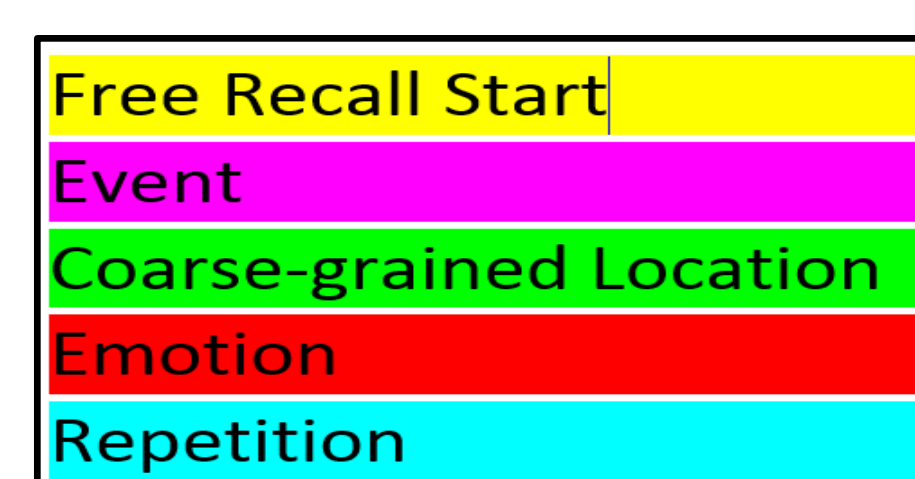 Free Recall Start
Event
Coarse-grained Location
Emotion
Repetition